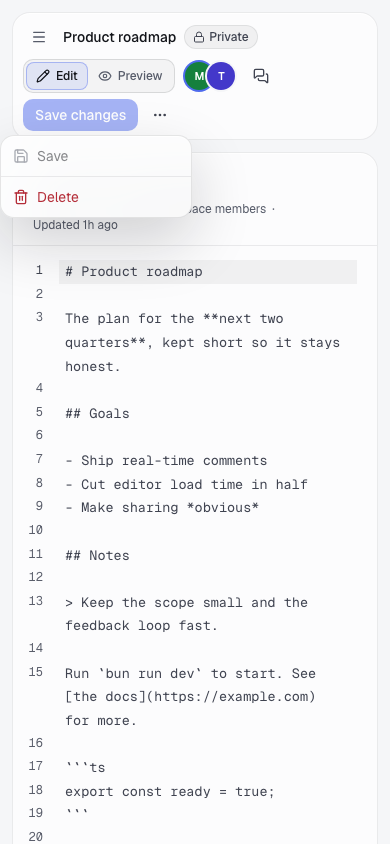 Product roadmap Private
Edit Preview M T
Save changes
Save
Delete
members ·
Updated 1h ago
1 # Product roadmap
2
3 The plan for the **next two
quarters**, kept short so it stays
honest.
4
5 ## Goals
6
7 - Ship real-time comments
8 - Cut editor load time in half
9 - Make sharing *obvious*
10
11 ## Notes
12
13 > Keep the scope small and the
feedback loop fast.
14
15 Run `bun run dev` to start. See
[the docs](https://example.com)
for more.
16
17 ```ts
18 export const ready = true;
19 ```
20